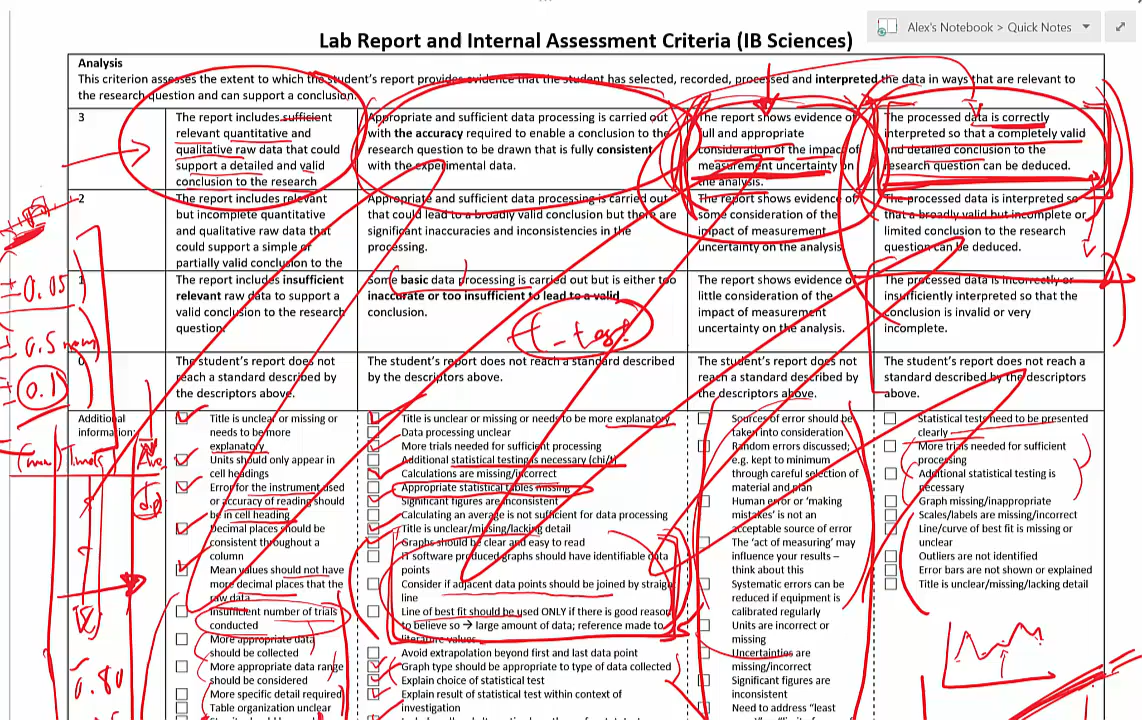 Alex's Notebook > Quick Notes
Lab Report and Internal Assessment Criteria (IB Sciences)
Analysis
This criterion assesses the extent to which the student's report provides evidence that the student has selected, recorded, processed and interpreted the data in ways that are relevant to
the research question and can support a conclusion.
3
The report includes sufficient
relevant quantitative and
qualitative raw data that could
support a detailed and valid
conclusion to the research
Appropriate and sufficient data processing is carried out
with the accuracy required to enable a conclusion to the
research question to be drawn that is fully consistent
with the experimental data.
The report shows evidence of
full and appropriate
consideration of the impact of
measurement uncertainty on
the analysis.
The processed data is correctly
interpreted so that a completely valid
and detailed conclusion to the
research question can be deduced.
2
The report includes relevant
but incomplete quantitative
and qualitative raw data that
could support a simple or
partially valid conclusion to the
Appropriate and sufficient data processing is carried out
that could lead to a broadly valid conclusion but there are
significant inaccuracies and inconsistencies in the
processing.
The report shows evidence of
some consideration of the
impact of measurement
uncertainty on the analysis
The processed data is interpreted so
that a broadly valid but incomplete or
limited conclusion to the research
question can be deduced.
1
The report includes insufficient
relevant raw data to support a
valid conclusion to the research
question
Some basic data processing is carried out but is either too
inaccurate or too insufficient to lead to a valid
conclusion.
The report shows evidence of
little consideration of the
impact of measurement
uncertainty on the analysis.
The processed data is incorrectly or
insufficiently interpreted so that the
conclusion is invalid or very
incomplete.
± 0.05
± 0.5
± 0.1
t-test
0
The student's report does not
reach a standard described by
the descriptors above.
The student's report does not reach a standard described
by the descriptors above.
The student's report does not
reach a standard described by
the descriptors above.
The student's report does not reach a
standard described by the descriptors
above.
Additional
information:
Title is unclear or missing or
needs to be more
explanatory
Units should only appear in
cell headings
Error for the instrument used
or accuracy of reading should
be in cell heading
Decimal places should be
consistent throughout a
column
Mean values should not have
more decimal places that the
raw data
Insufficient number of trials
conducted
More appropriate data
should be collected
More appropriate data range
should be considered
More specific detail required
Table organization unclear
Title is unclear or missing or needs to be more explanatory
Data processing unclear
More trials needed for sufficient processing
Additional statistical testing is necessary (chi/t)
Calculations are missing/incorrect
Appropriate statistical tables missing
Significant figures are inconsistent
Calculating an average is not sufficient for data processing
Title is unclear/missing/lacking detail
Graphs should be clear and easy to read
IT software produced graphs should have identifiable data
points
Consider if adjacent data points should be joined by straight
line
Line of best fit should be used ONLY if there is good reason
to believe so → large amount of data; reference made to
literature values
Avoid extrapolation beyond first and last data point
Graph type should be appropriate to type of data collected
Explain choice of statistical test
Explain result of statistical test within context of
investigation
Sources of error should be
taken into consideration
Random errors discussed;
e.g. kept to minimum
through careful selection of
material and plan
Human error or 'making
mistakes' is not an
acceptable source of error
The 'act of measuring' may
influence your results –
think about this
Systematic errors can be
reduced if equipment is
calibrated regularly
Units are incorrect or
missing
Uncertainties are
missing/incorrect
Significant figures are
inconsistent
Need to address "least
Statistical tests need to be presented
clearly
More trials needed for sufficient
processing
Additional statistical testing is
necessary
Graph missing/inappropriate
Scales/labels are missing/incorrect
Line/curve of best fit is missing or
unclear
Outliers are not identified
Error bars are not shown or explained
Title is unclear/missing/lacking detail
Ave
d.p
0.80